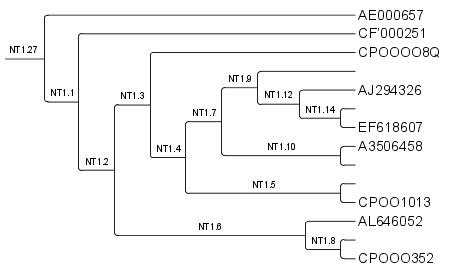 AE000657
CF'000251
NT1.27
CPOOOO8Q
NT1.9
AJ294326
NT1.1
NT1.3
NT1.12
NT1.14
NT1.7
EF618607
A3506458
NT1.4
NT1.10
NT1.2
NT1.5
CPOO1013
AL646052
NT1.6
NT1.8
CPOOO352